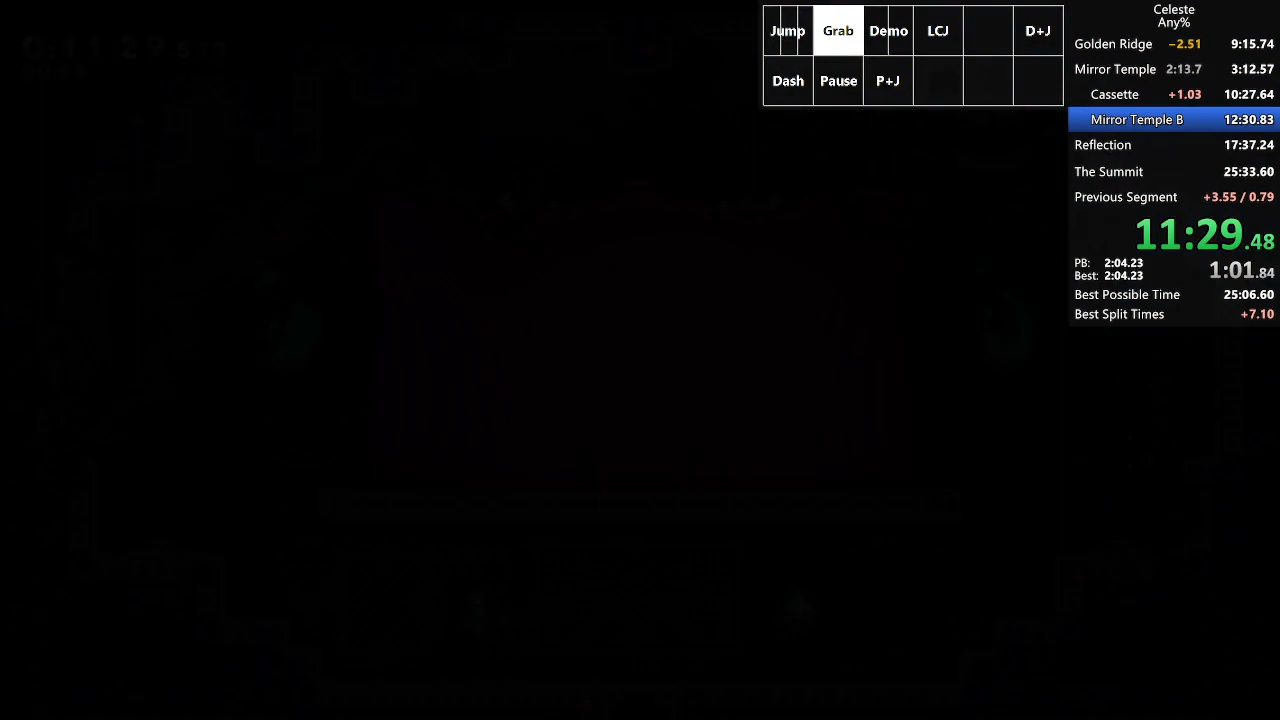 Jump Grab Demo LCJ D+J
Dash Pause P+J
Celeste
Any%
Golden Ridge −2.51 9:15.74
Mirror Temple 2:13.7 3:12.57
Cassette +1.03 10:27.64
Mirror Temple B 12:30.83
Reflection 17:37.24
The Summit 25:33.60
Previous Segment +3.55 / 0.79
11:29.48
PB: 2:04.23
Best: 2:04.23
1:01.84
Best Possible Time 25:06.60
Best Split Times +7.10